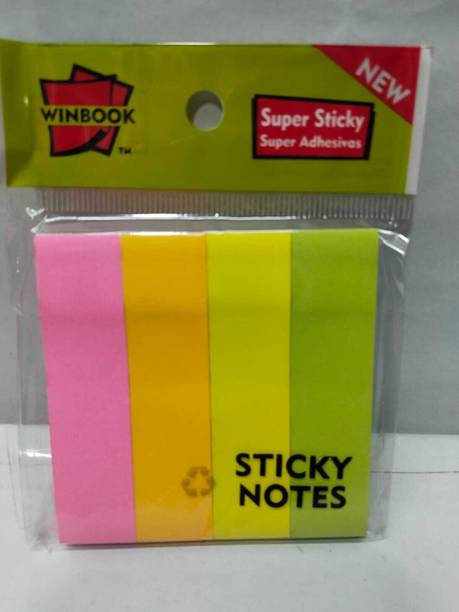 WINBOOK
TM
Super Sticky
Super Adhesivas
NEW
STICKY
NOTES